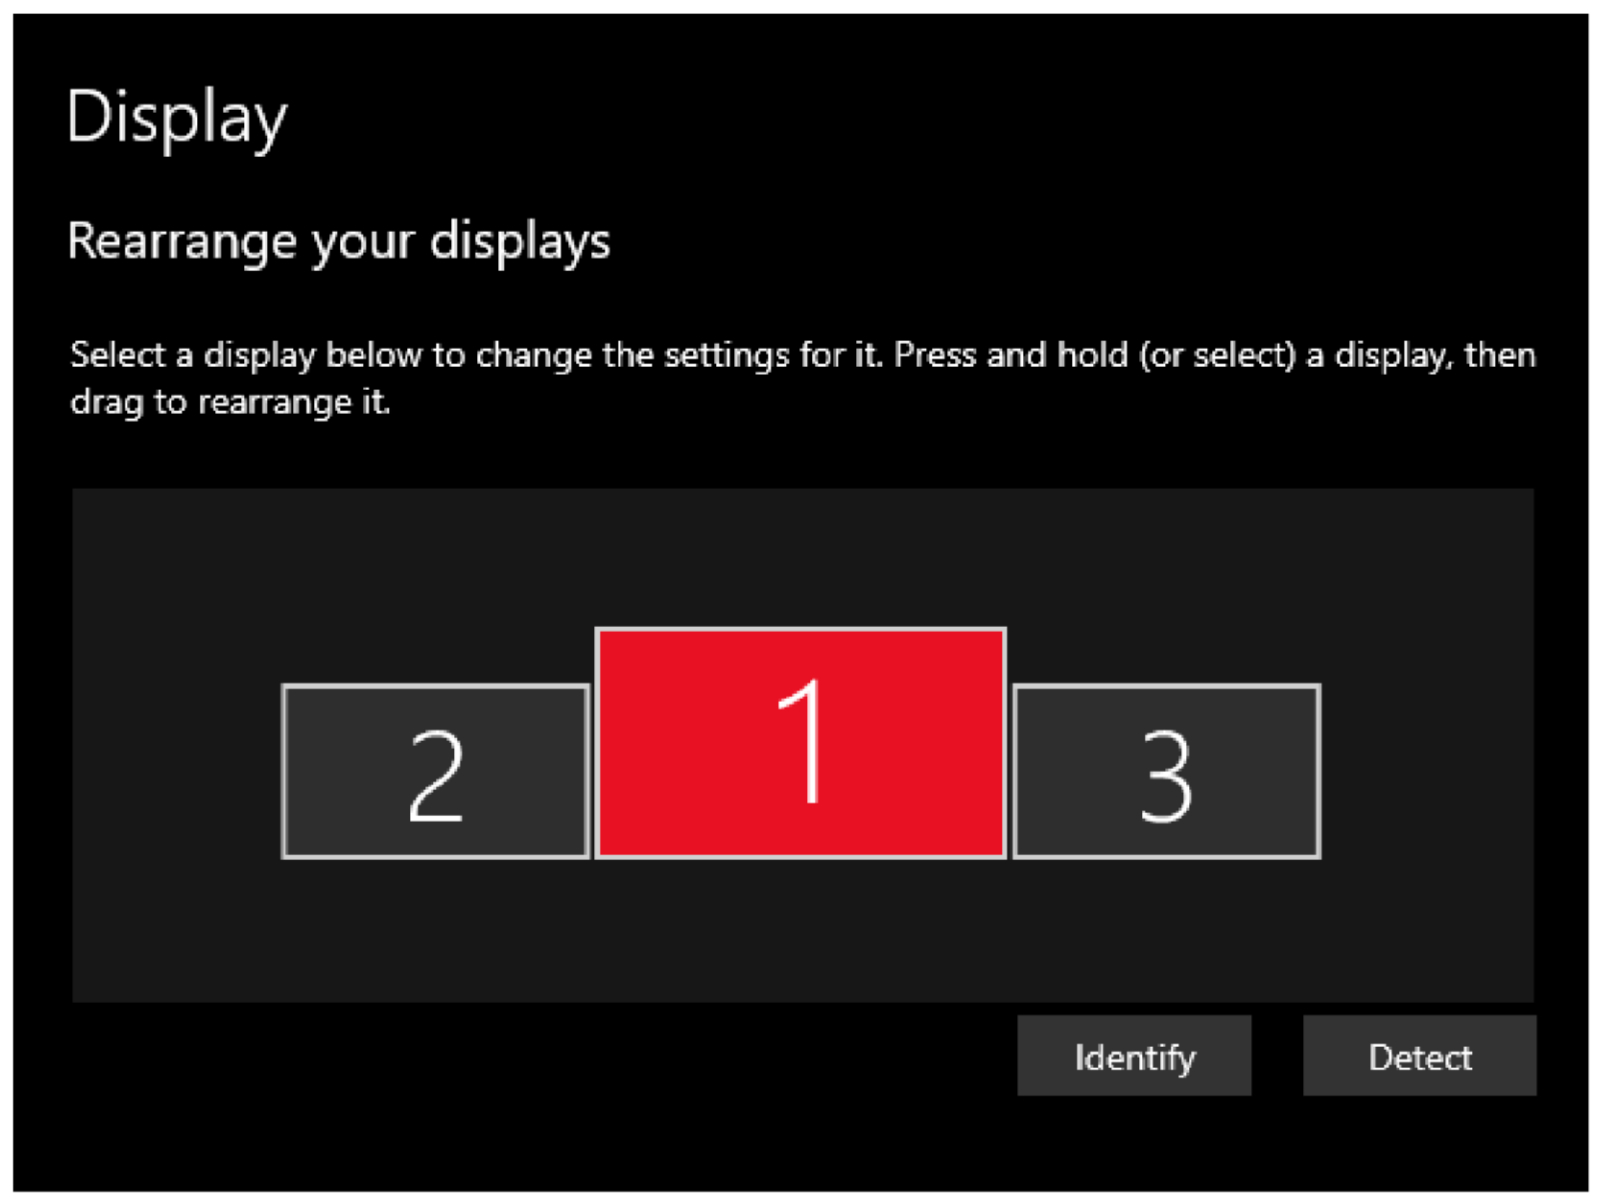 Display
Rearrange your displays
Select a display below to change the settings for it. Press and hold (or select) a display, then
drag to rearrange it.
2 1 3
Identify Detect